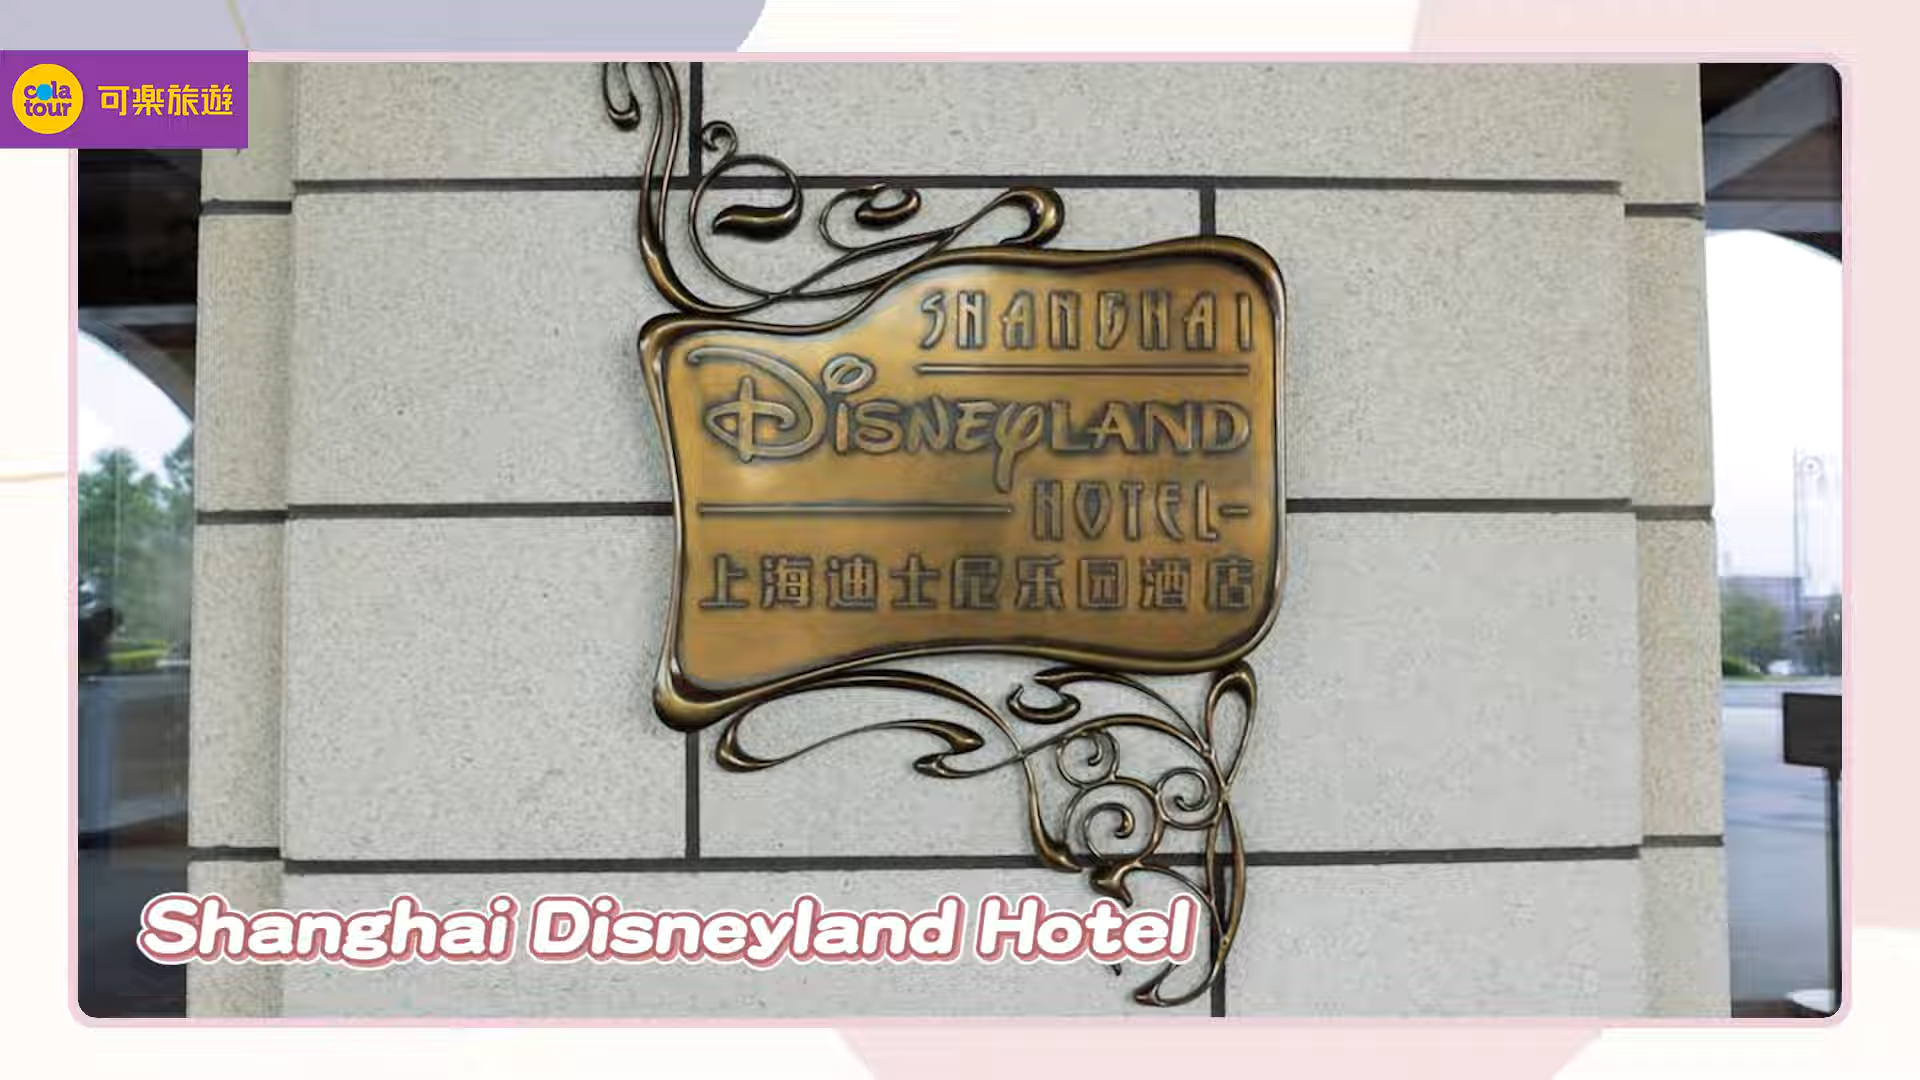 cola
tour
可樂旅遊
SHANGHAI
DISNEYLAND
HOTEL
上海迪士尼乐园酒店
Shanghai Disneyland Hotel